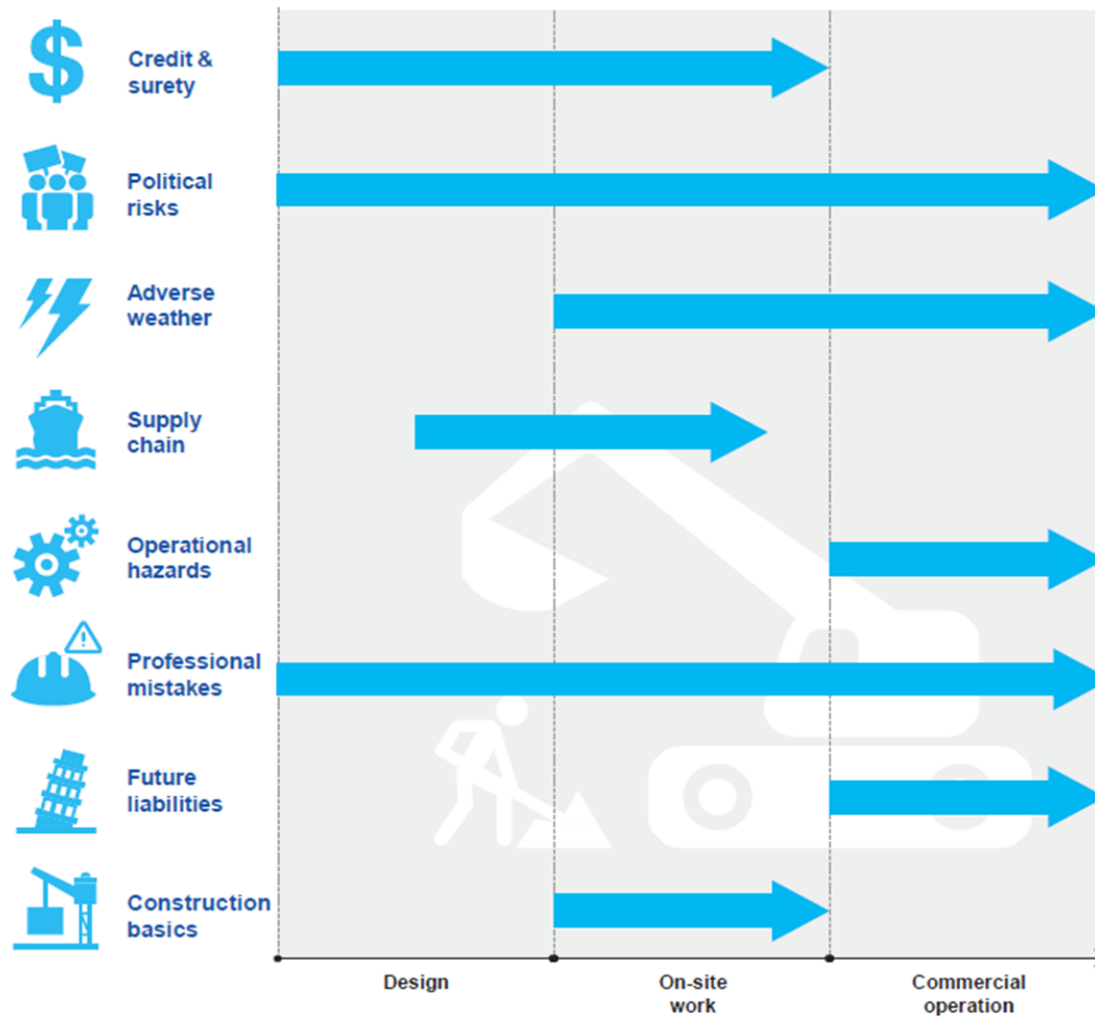 $
Credit &
surety
Political
risks
Adverse
weather
Supply
chain
Operational
hazards
Professional
mistakes
Future
liabilities
Construction
basics
Design
On-site
work
Commercial
operation